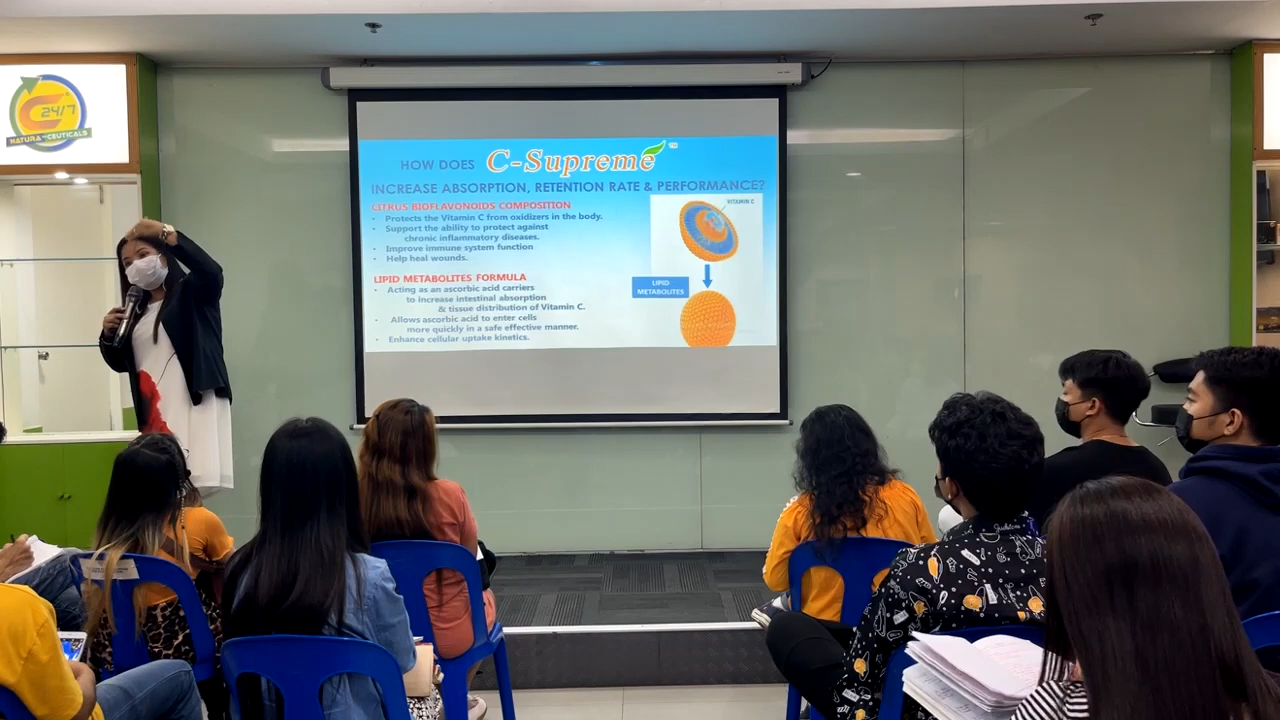 24/7
NATURA-CEUTICALS
HOW DOES C-Supreme™
INCREASE ABSORPTION, RETENTION RATE & PERFORMANCE?
CITRUS BIOFLAVONOIDS COMPOSITION
• Protects the Vitamin C from oxidizers in the body.
• Support the ability to protect against
chronic inflammatory diseases.
• Improve immune system function
• Help heal wounds.
LIPID METABOLITES FORMULA
• Acting as an ascorbic acid carriers
to increase intestinal absorption
& tissue distribution of Vitamin C.
• Allows ascorbic acid to enter cells
more quickly in a safe effective manner.
• Enhance cellular uptake kinetics.
VITAMIN C
LIPID
METABOLITES